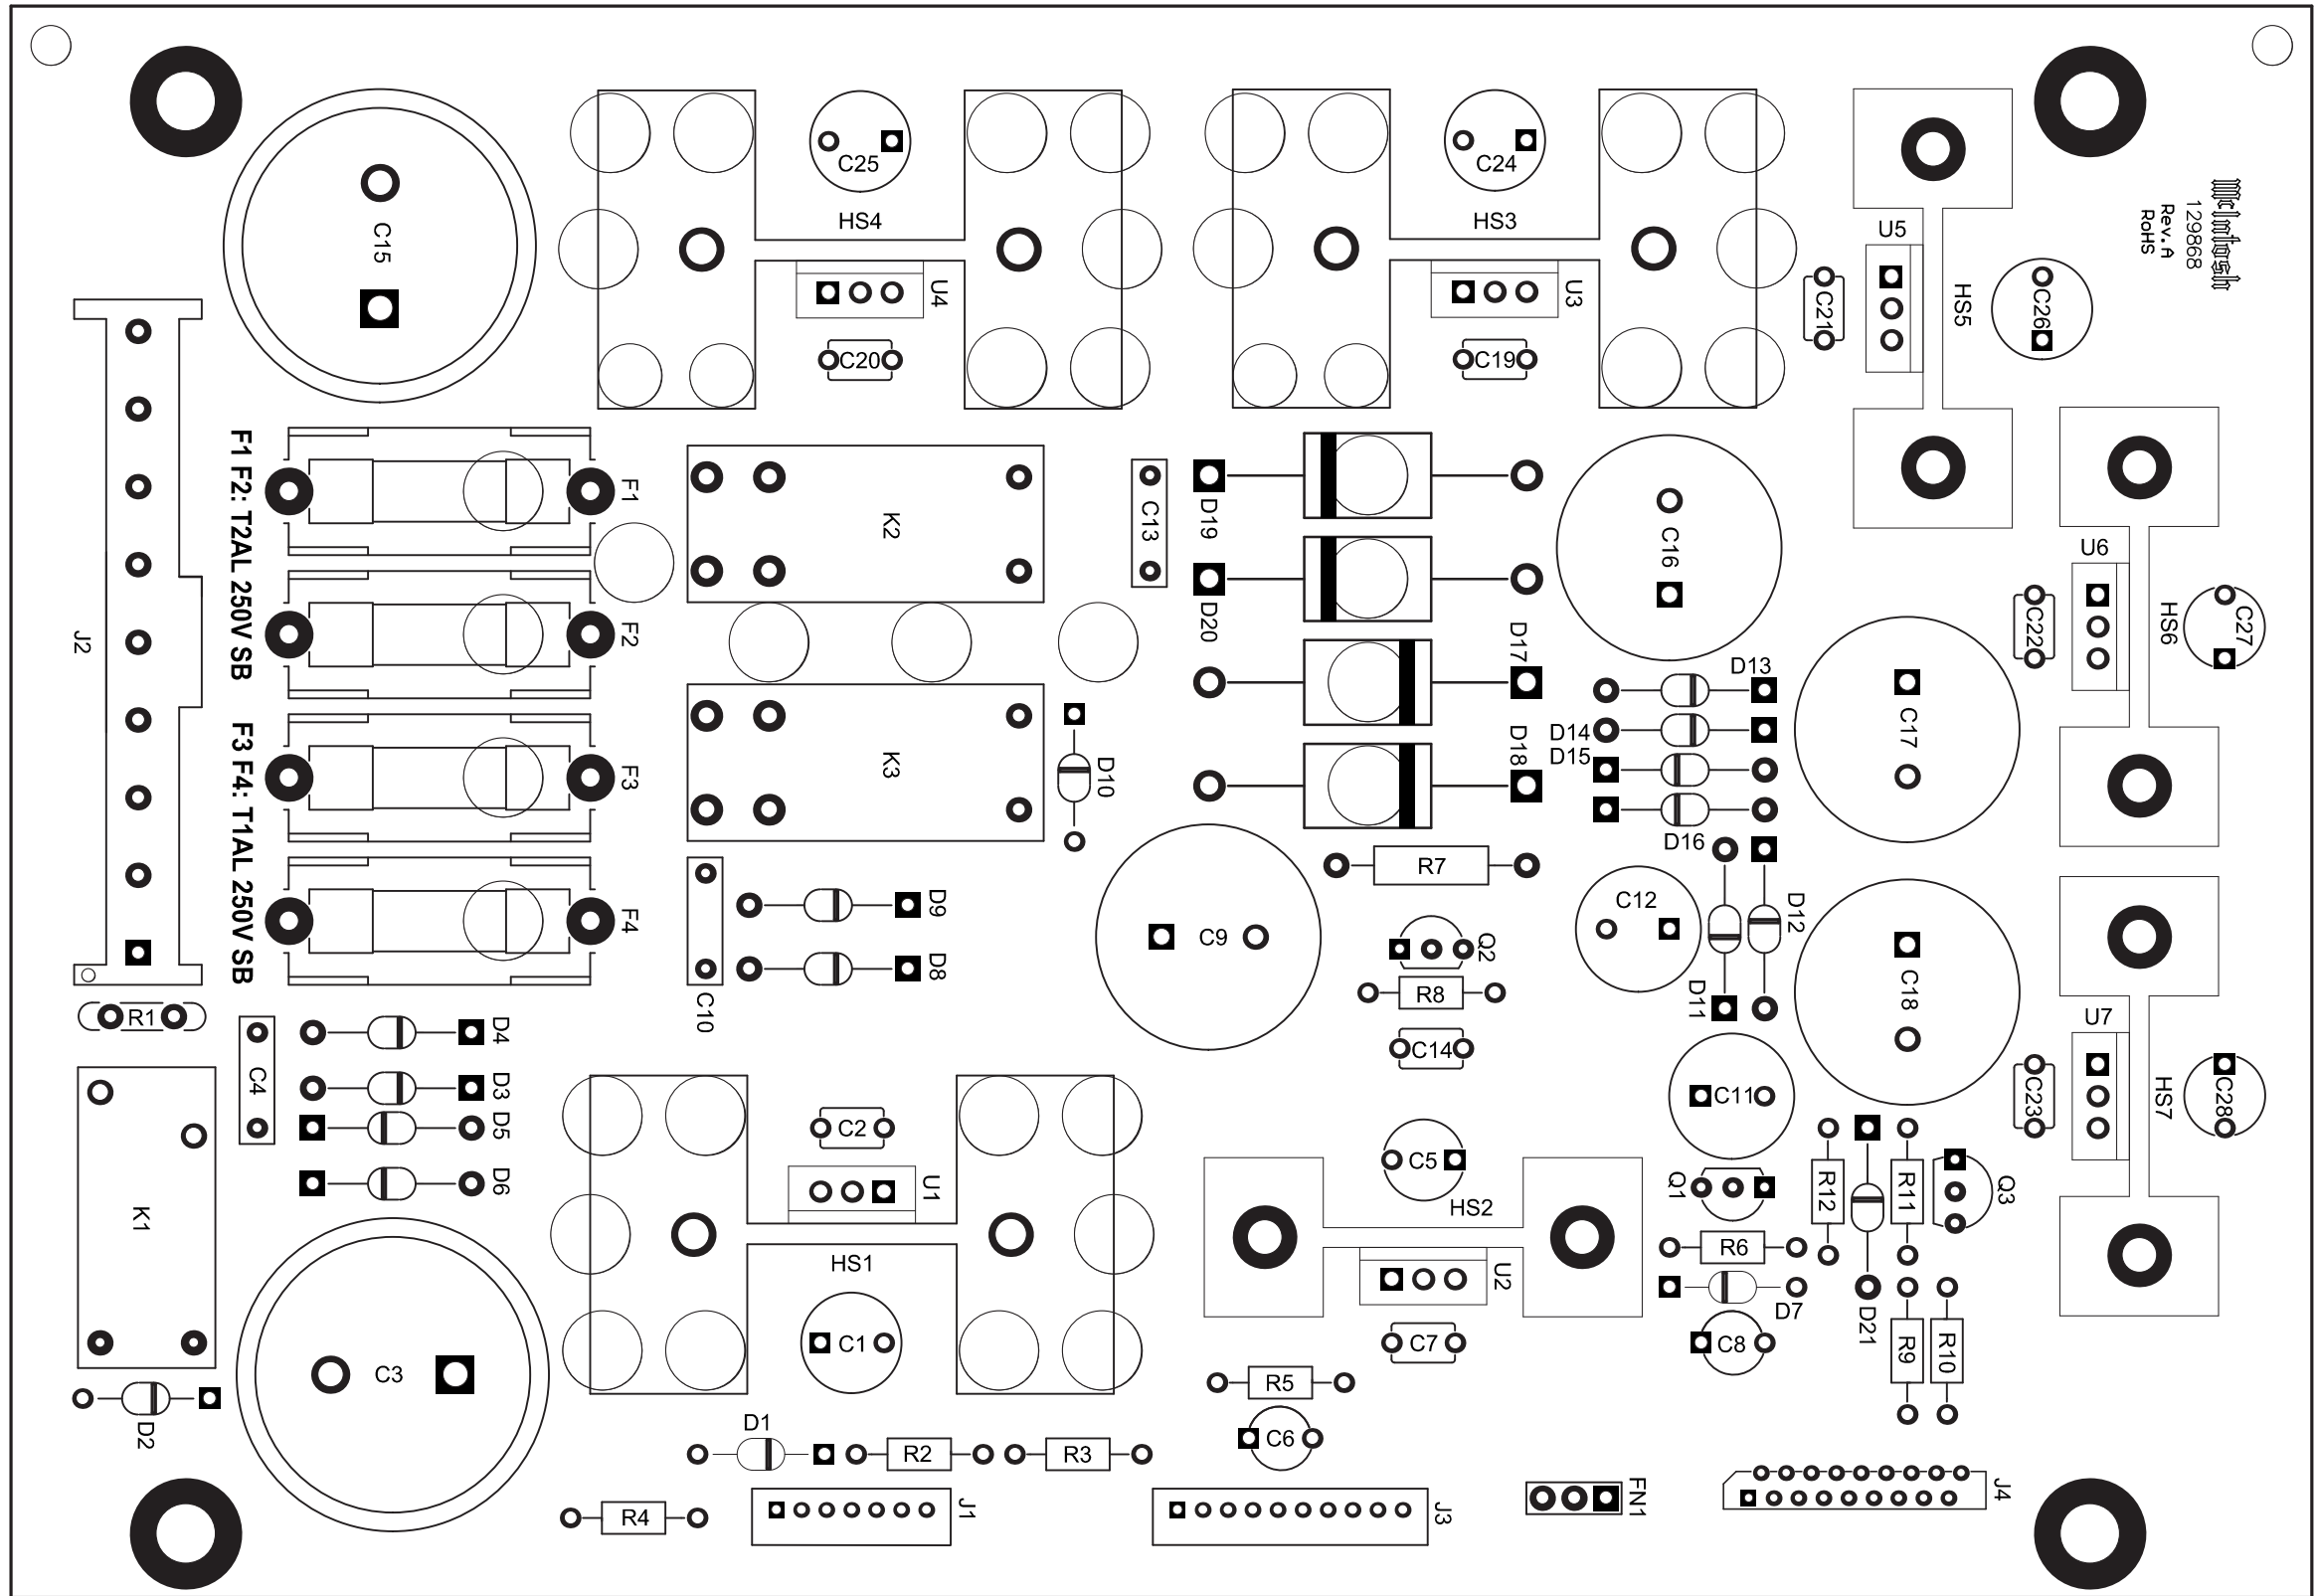 McIntosh
129868
Rev.A
RoHS
C25
C24
HS4
HS3
U5
C15
U4
U3
C21
HS5
C26
C20
C19
F1 F2: T2AL 250V SB
F1
K2
C13
D19
C16
U6
F2
D20
D17
C22
HS6
C27
J2
D13
D14
D15
C17
F3 F4: T1AL 250V SB
F3
K3
D10
D18
D16
R7
F4
D9
D8
C9
Q2
C12
D12
D11
C18
R8
C10
R1
C14
U7
D4
C4
D3
D5
D6
C2
C5
C11
C23
HS7
C28
U1
HS2
Q1
R12
R11
Q3
K1
HS1
U2
R6
D7
D21
C3
C1
C7
C8
R9
R10
D2
R5
D1
R2
R3
C6
R4
J1
J3
FN1
J4